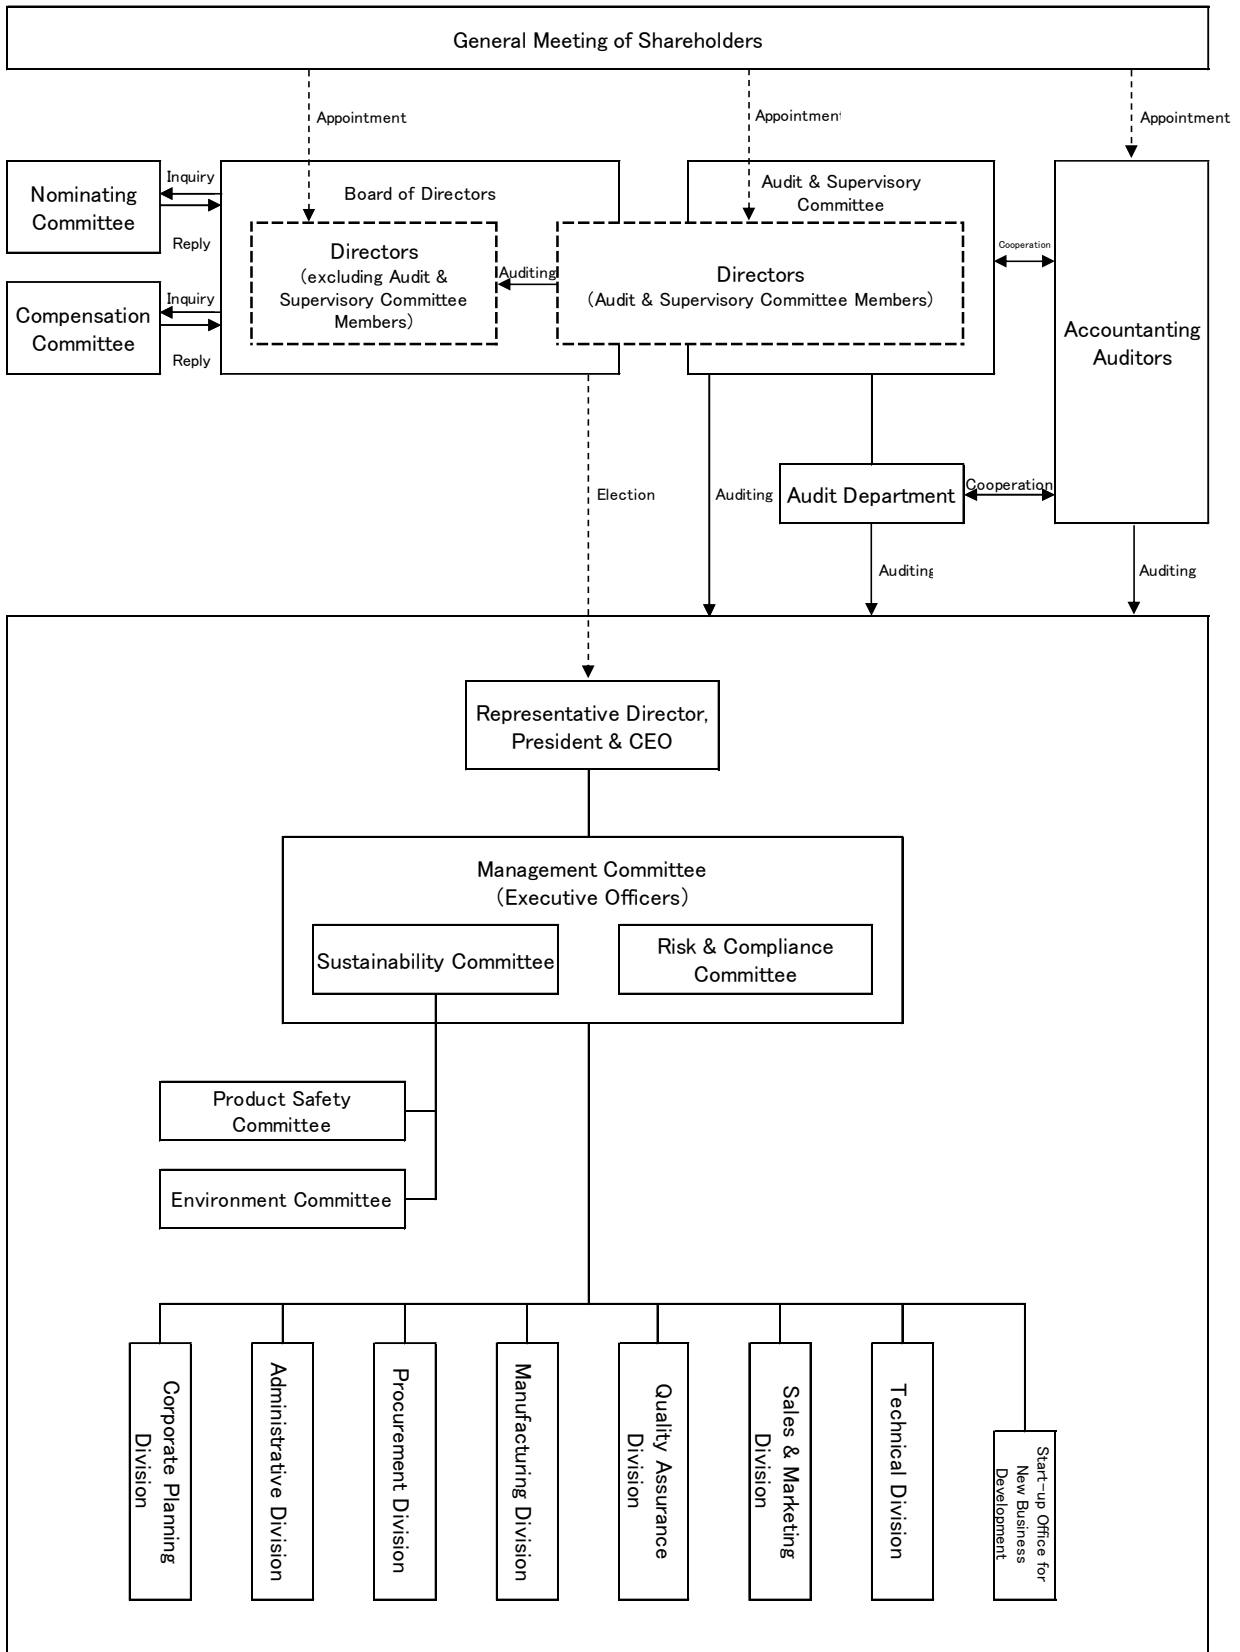 General Meeting of Shareholders
Appointment
Appointment
Appointment
Nominating
Committee
Inquiry
Reply
Board of Directors
Audit & Supervisory
Committee
Directors
(excluding Audit &
Supervisory Committee
Members)
Auditing
Directors
(Audit & Supervisory Committee Members)
Cooperation
Compensation
Committee
Inquiry
Reply
Accountanting
Auditors
Election
Auditing
Audit Department
Cooperation
Auditing
Auditing
Representative Director,
President & CEO
Management Committee
(Executive Officers)
Sustainability Committee
Risk & Compliance
Committee
Product Safety
Committee
Environment Committee
Corporate Planning
Division
Administrative Division
Procurement Division
Manufacturing Division
Quality Assurance
Division
Sales & Marketing
Division
Technical Division
Start-up Office for
New Business
Development